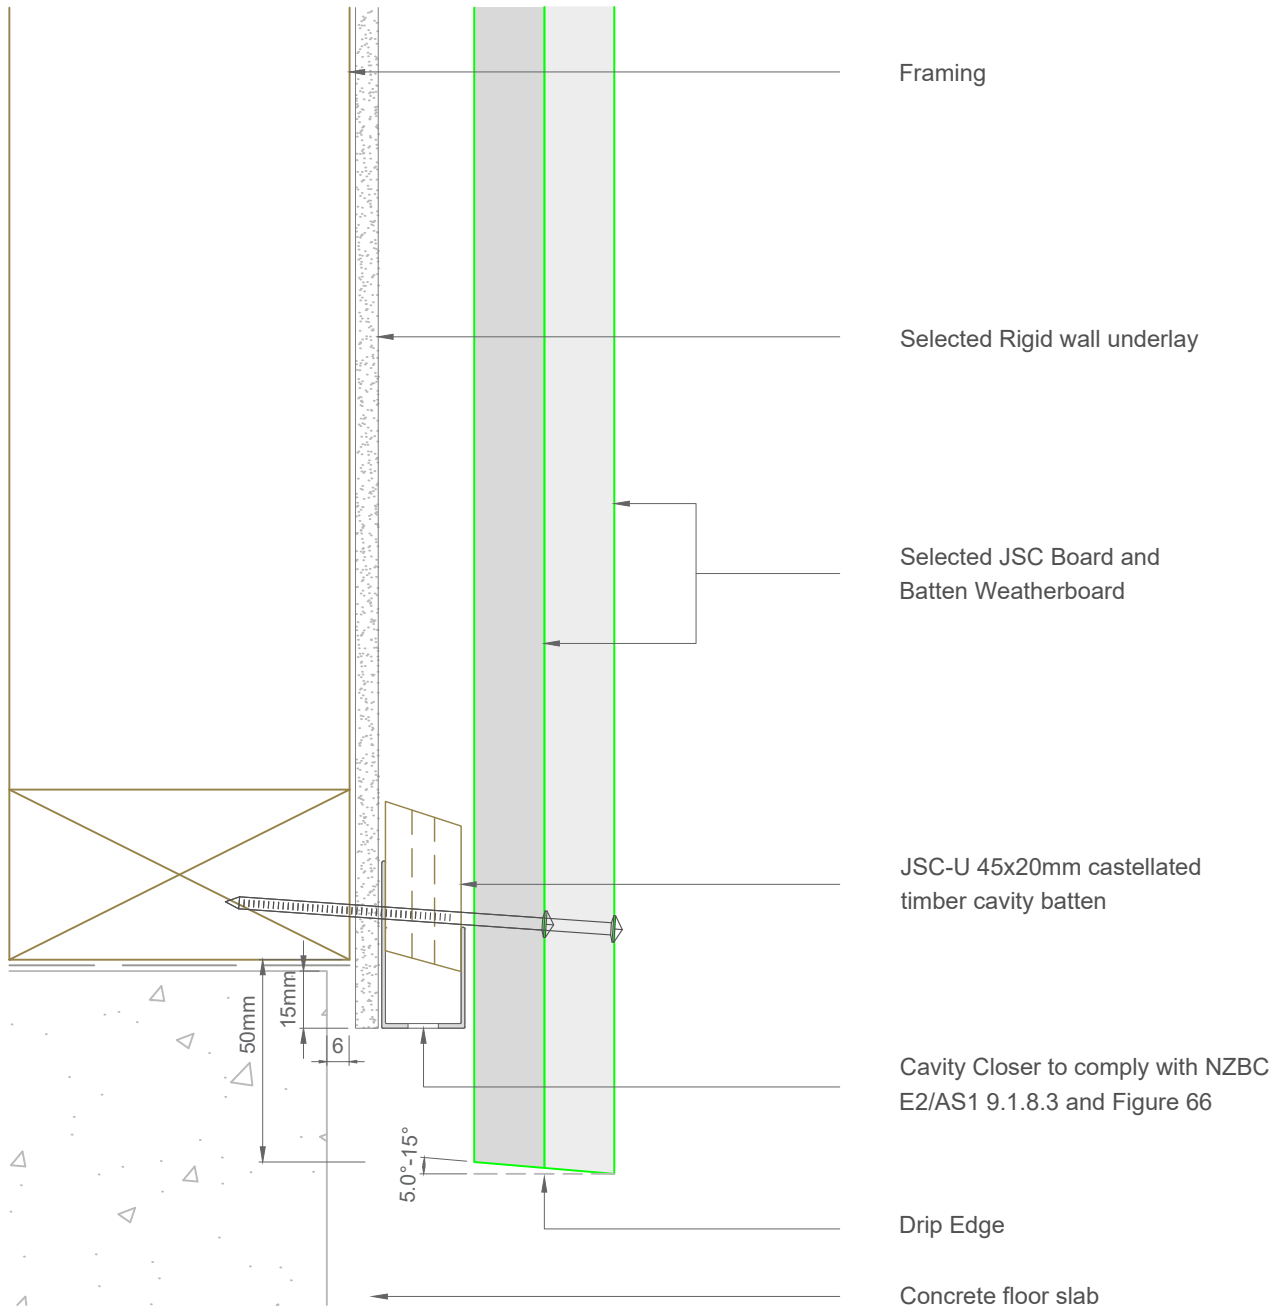 Framing
Selected Rigid wall underlay
Selected JSC Board and
Batten Weatherboard
JSC-U 45x20mm castellated
timber cavity batten
50mm
15mm
6
Cavity Closer to comply with NZBC
E2/AS1 9.1.8.3 and Figure 66
5.0°-15°
Drip Edge
Concrete floor slab